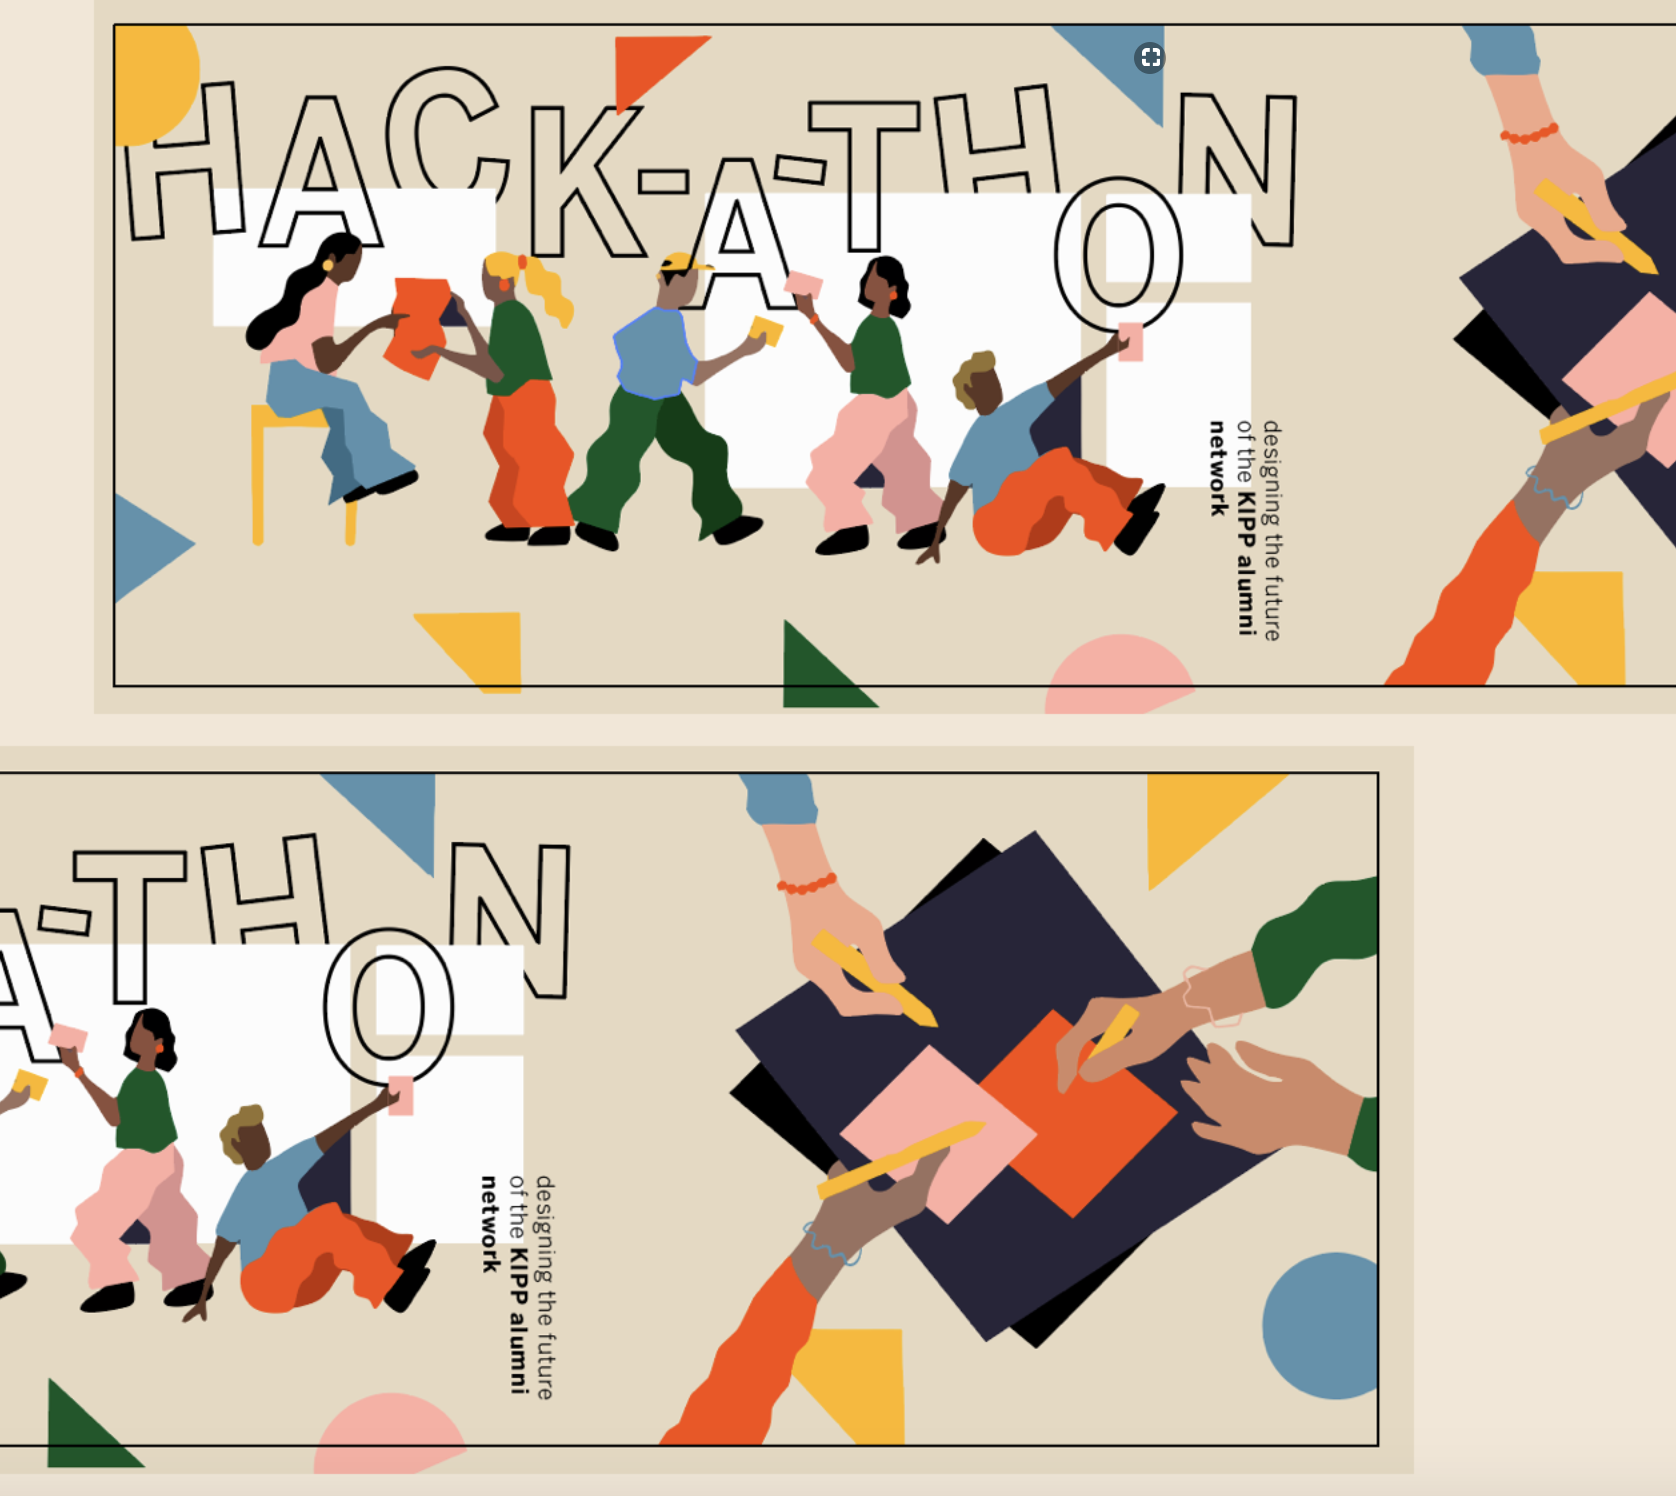 HACK-A-THON
designing the future
of the KIPP alumni
network
A-THON
designing the future
of the KIPP alumni
network